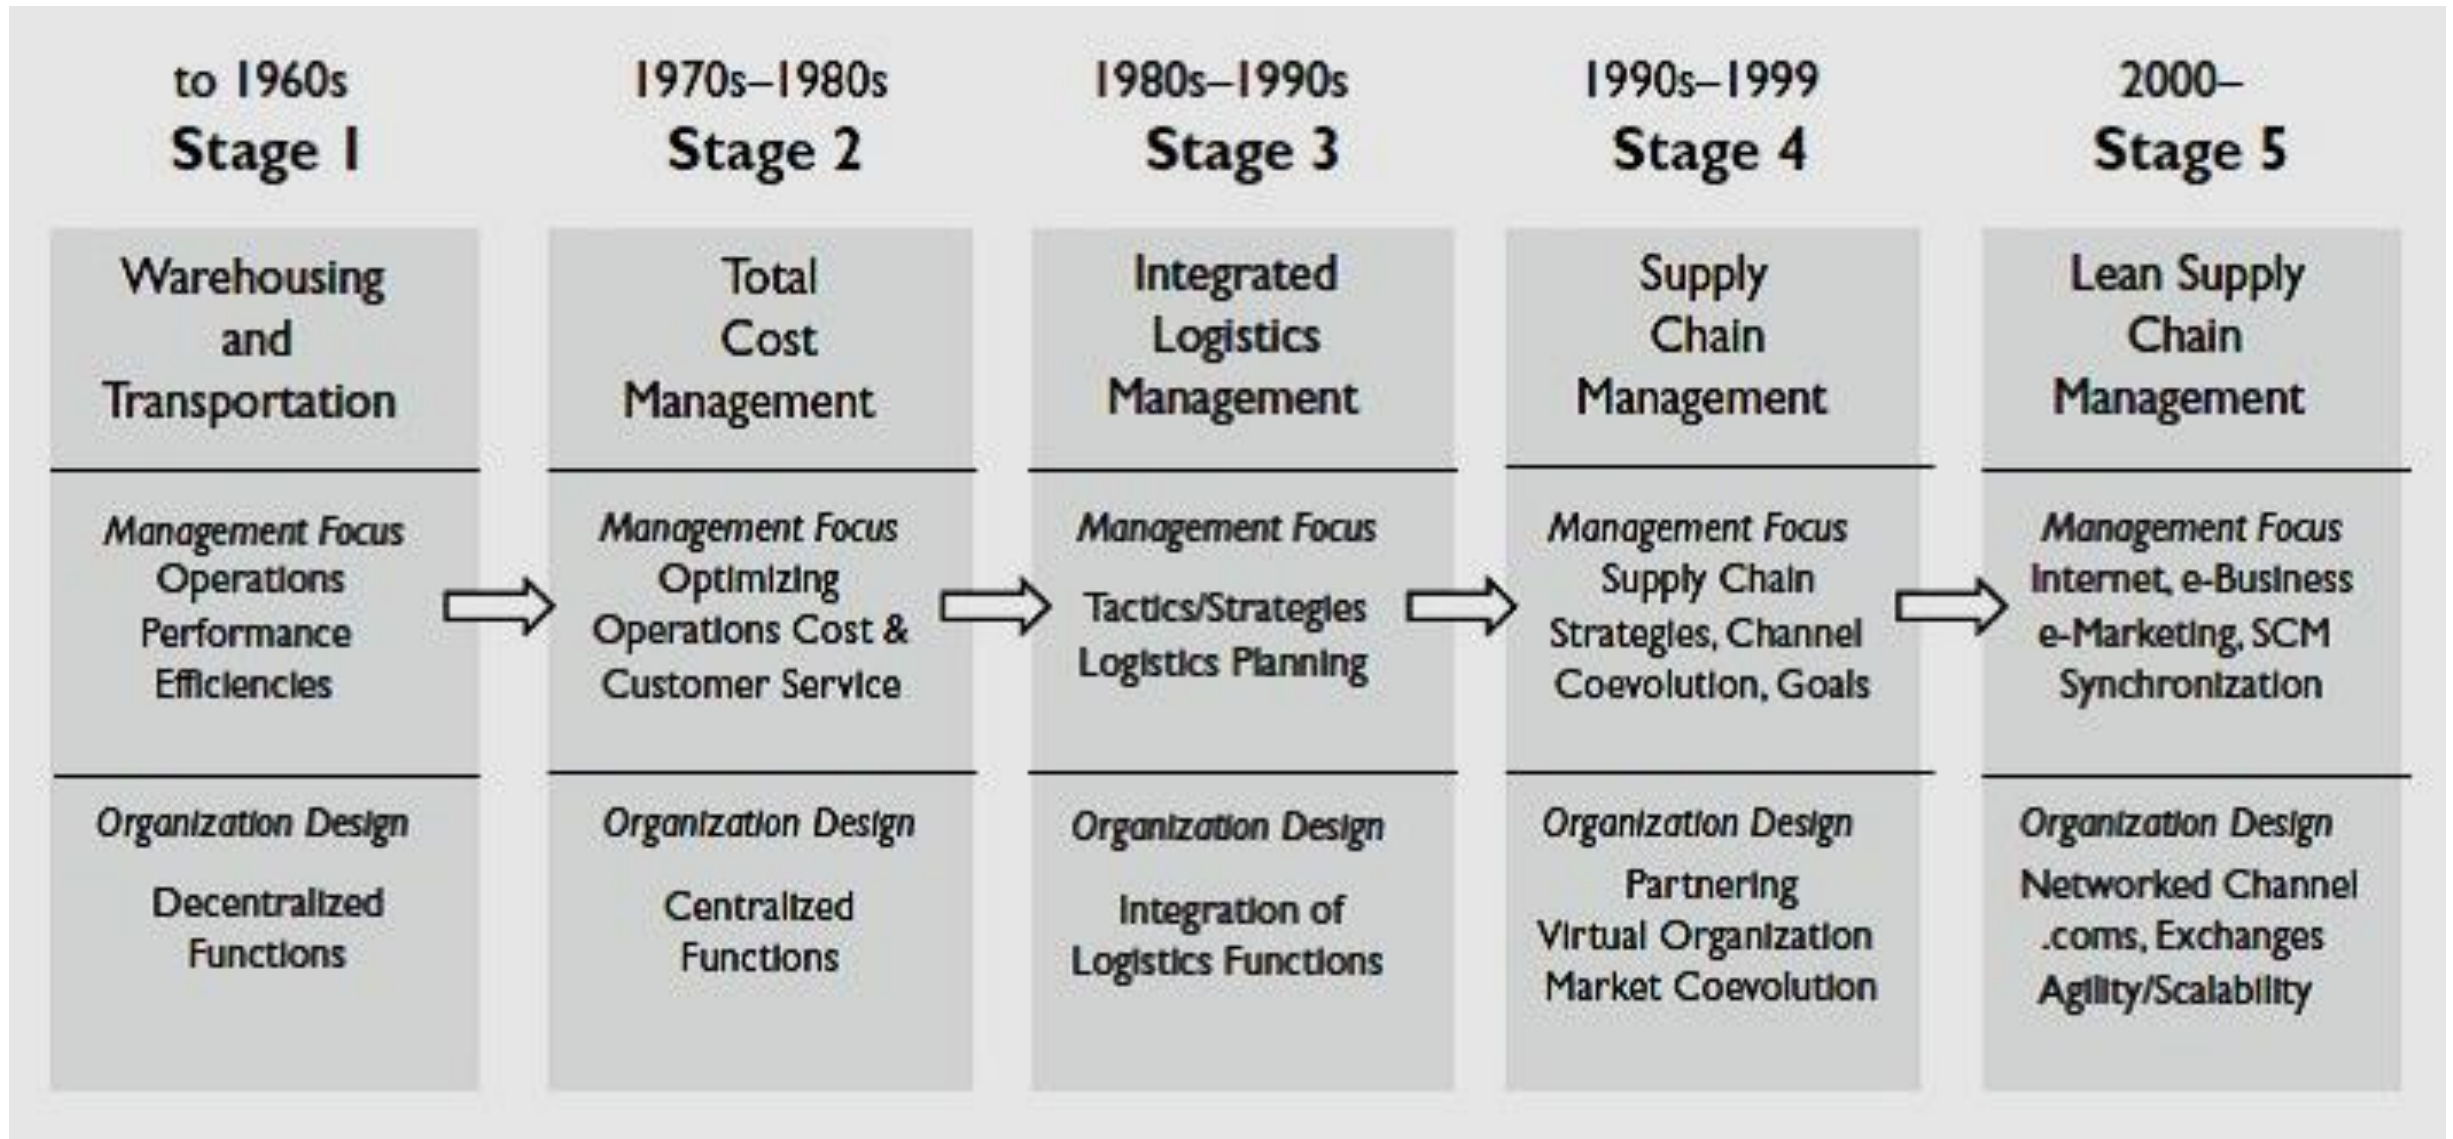 to 1960s
Stage 1
Warehousing
and
Transportation
Management Focus
Operations
Performance
Efficiencies
Organization Design
Decentralized
Functions
1970s–1980s
Stage 2
Total
Cost
Management
Management Focus
Optimizing
Operations Cost &
Customer Service
Organization Design
Centralized
Functions
1980s–1990s
Stage 3
Integrated
Logistics
Management
Management Focus
Tactics/Strategies
Logistics Planning
Organization Design
Integration of
Logistics Functions
1990s–1999
Stage 4
Supply
Chain
Management
Management Focus
Supply Chain
Strategies, Channel
Coevolution, Goals
Organization Design
Partnering
Virtual Organization
Market Coevolution
2000–
Stage 5
Lean Supply
Chain
Management
Management Focus
Internet, e-Business
e-Marketing, SCM
Synchronization
Organization Design
Networked Channel
.coms, Exchanges
Agility/Scalability